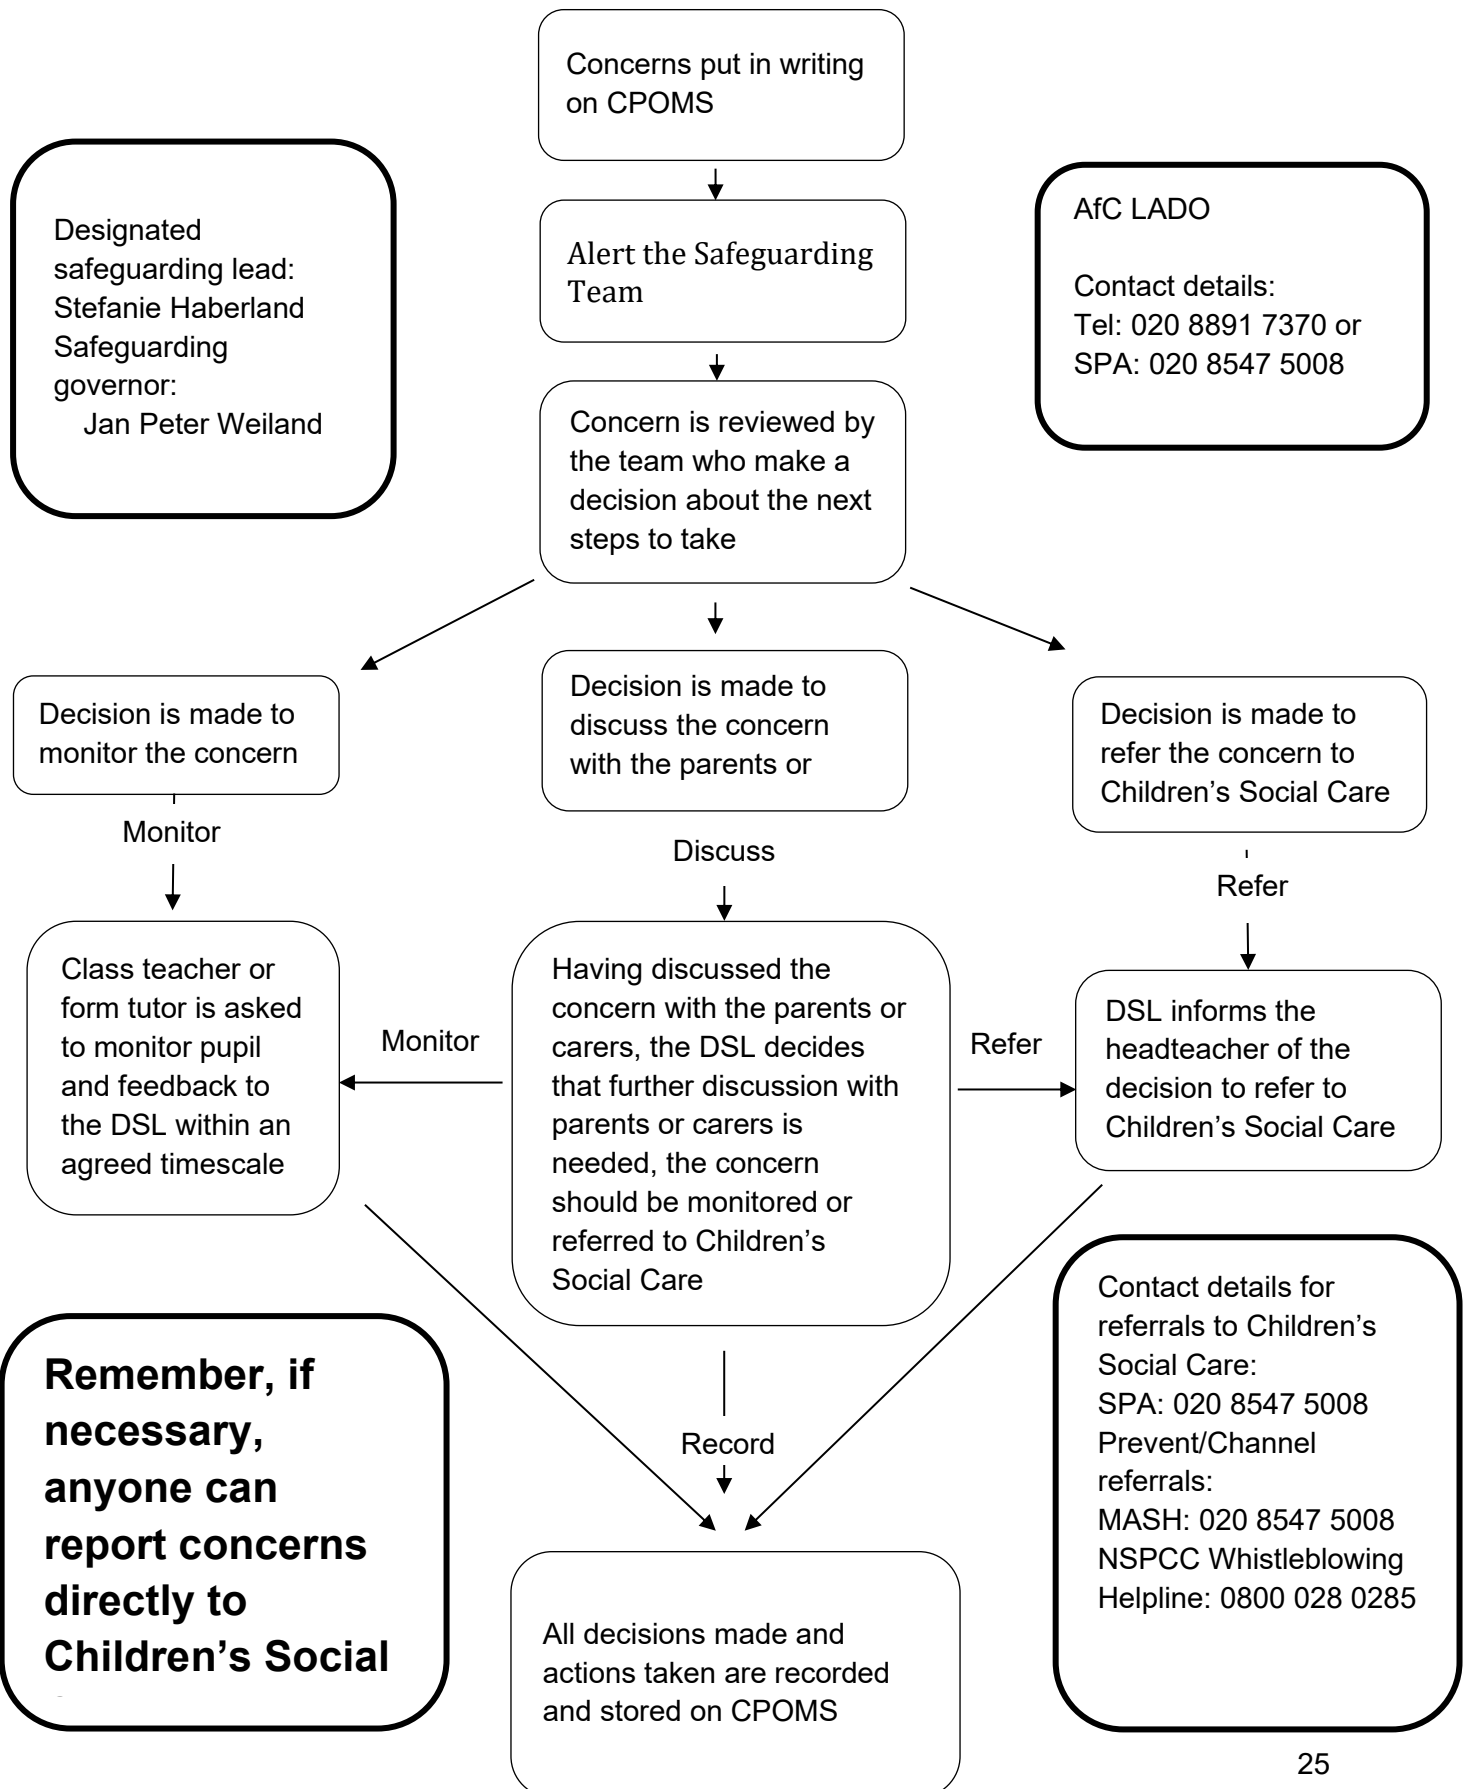 Concerns put in writing
on CPOMS
Designated
safeguarding lead:
Stefanie Haberland
Safeguarding
governor:
Jan Peter Weiland
Alert the Safeguarding
Team
AfC LADO
Contact details:
Tel: 020 8891 7370 or
SPA: 020 8547 5008
Concern is reviewed by
the team who make a
decision about the next
steps to take
Decision is made to
monitor the concern
Decision is made to
discuss the concern
with the parents or
Decision is made to
refer the concern to
Children’s Social Care
Monitor
Discuss
Refer
Class teacher or
form tutor is asked
to monitor pupil
and feedback to
the DSL within an
agreed timescale
Monitor
Having discussed the
concern with the parents or
carers, the DSL decides
that further discussion with
parents or carers is
needed, the concern
should be monitored or
referred to Children’s
Social Care
Refer
DSL informs the
headteacher of the
decision to refer to
Children’s Social Care
Remember, if
necessary,
anyone can
report concerns
directly to
Children’s Social
Record
Contact details for
referrals to Children’s
Social Care:
SPA: 020 8547 5008
Prevent/Channel
referrals:
MASH: 020 8547 5008
NSPCC Whistleblowing
Helpline: 0800 028 0285
All decisions made and
actions taken are recorded
and stored on CPOMS
25